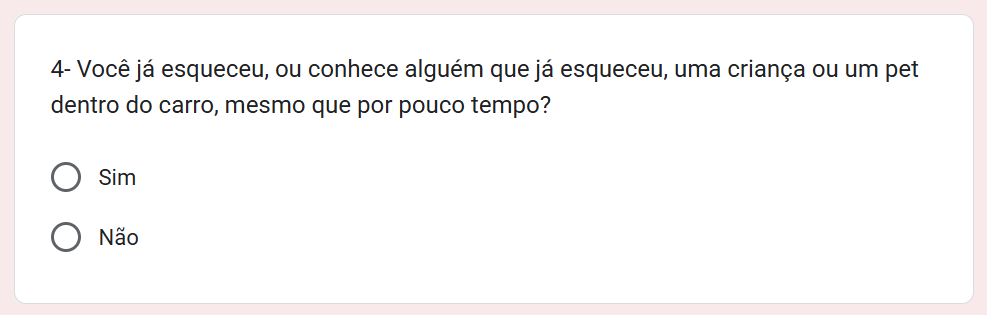 4- Você já esqueceu, ou conhece alguém que já esqueceu, uma criança ou um pet
dentro do carro, mesmo que por pouco tempo?
Sim
Não